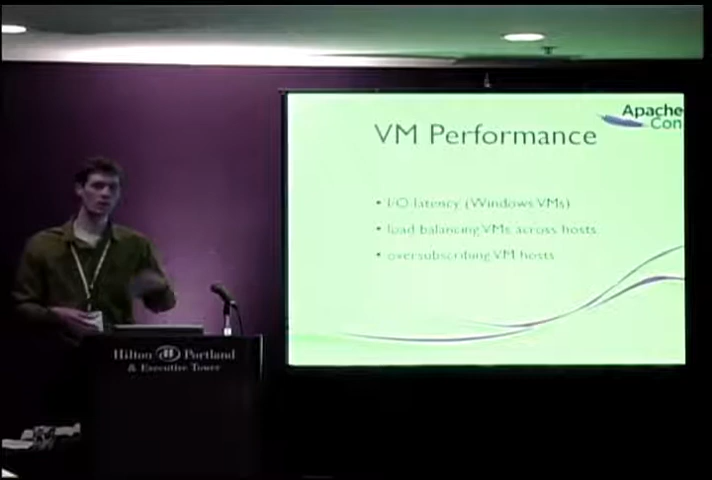 Apache
Con
VM Performance
• I/O latency (Windows VMs)
• load balancing VMs across hosts
• oversubscribing VM hosts
Hilton Portland
& Executive Tower